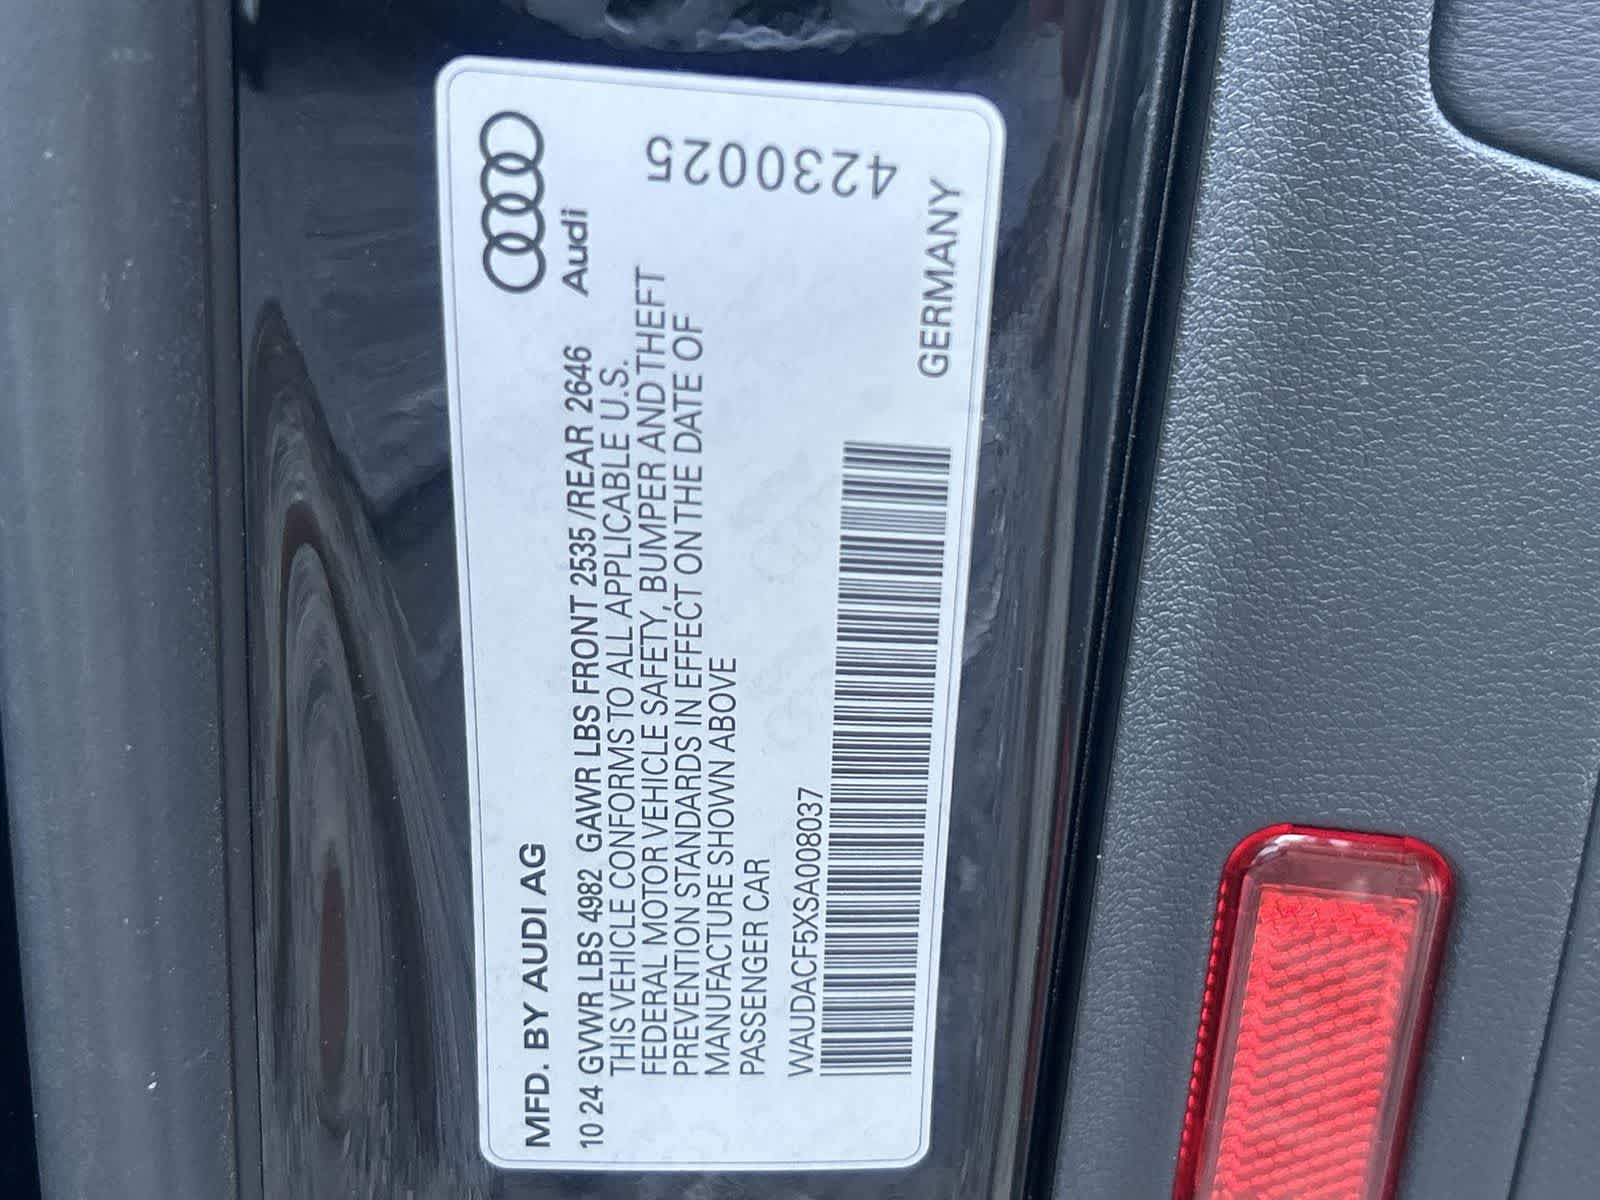 MFD. BY AUDI AG
Audi
10 24 GVWR LBS 4982 GAWR LBS FRONT 2535/REAR 2646
THIS VEHICLE CONFORMS TO ALL APPLICABLE U.S.
FEDERAL MOTOR VEHICLE SAFETY, BUMPER AND THEFT
PREVENTION STANDARDS IN EFFECT ON THE DATE OF
MANUFACTURE SHOWN ABOVE
PASSENGER CAR
4230025
WAUDACF5XSA008037
GERMANY